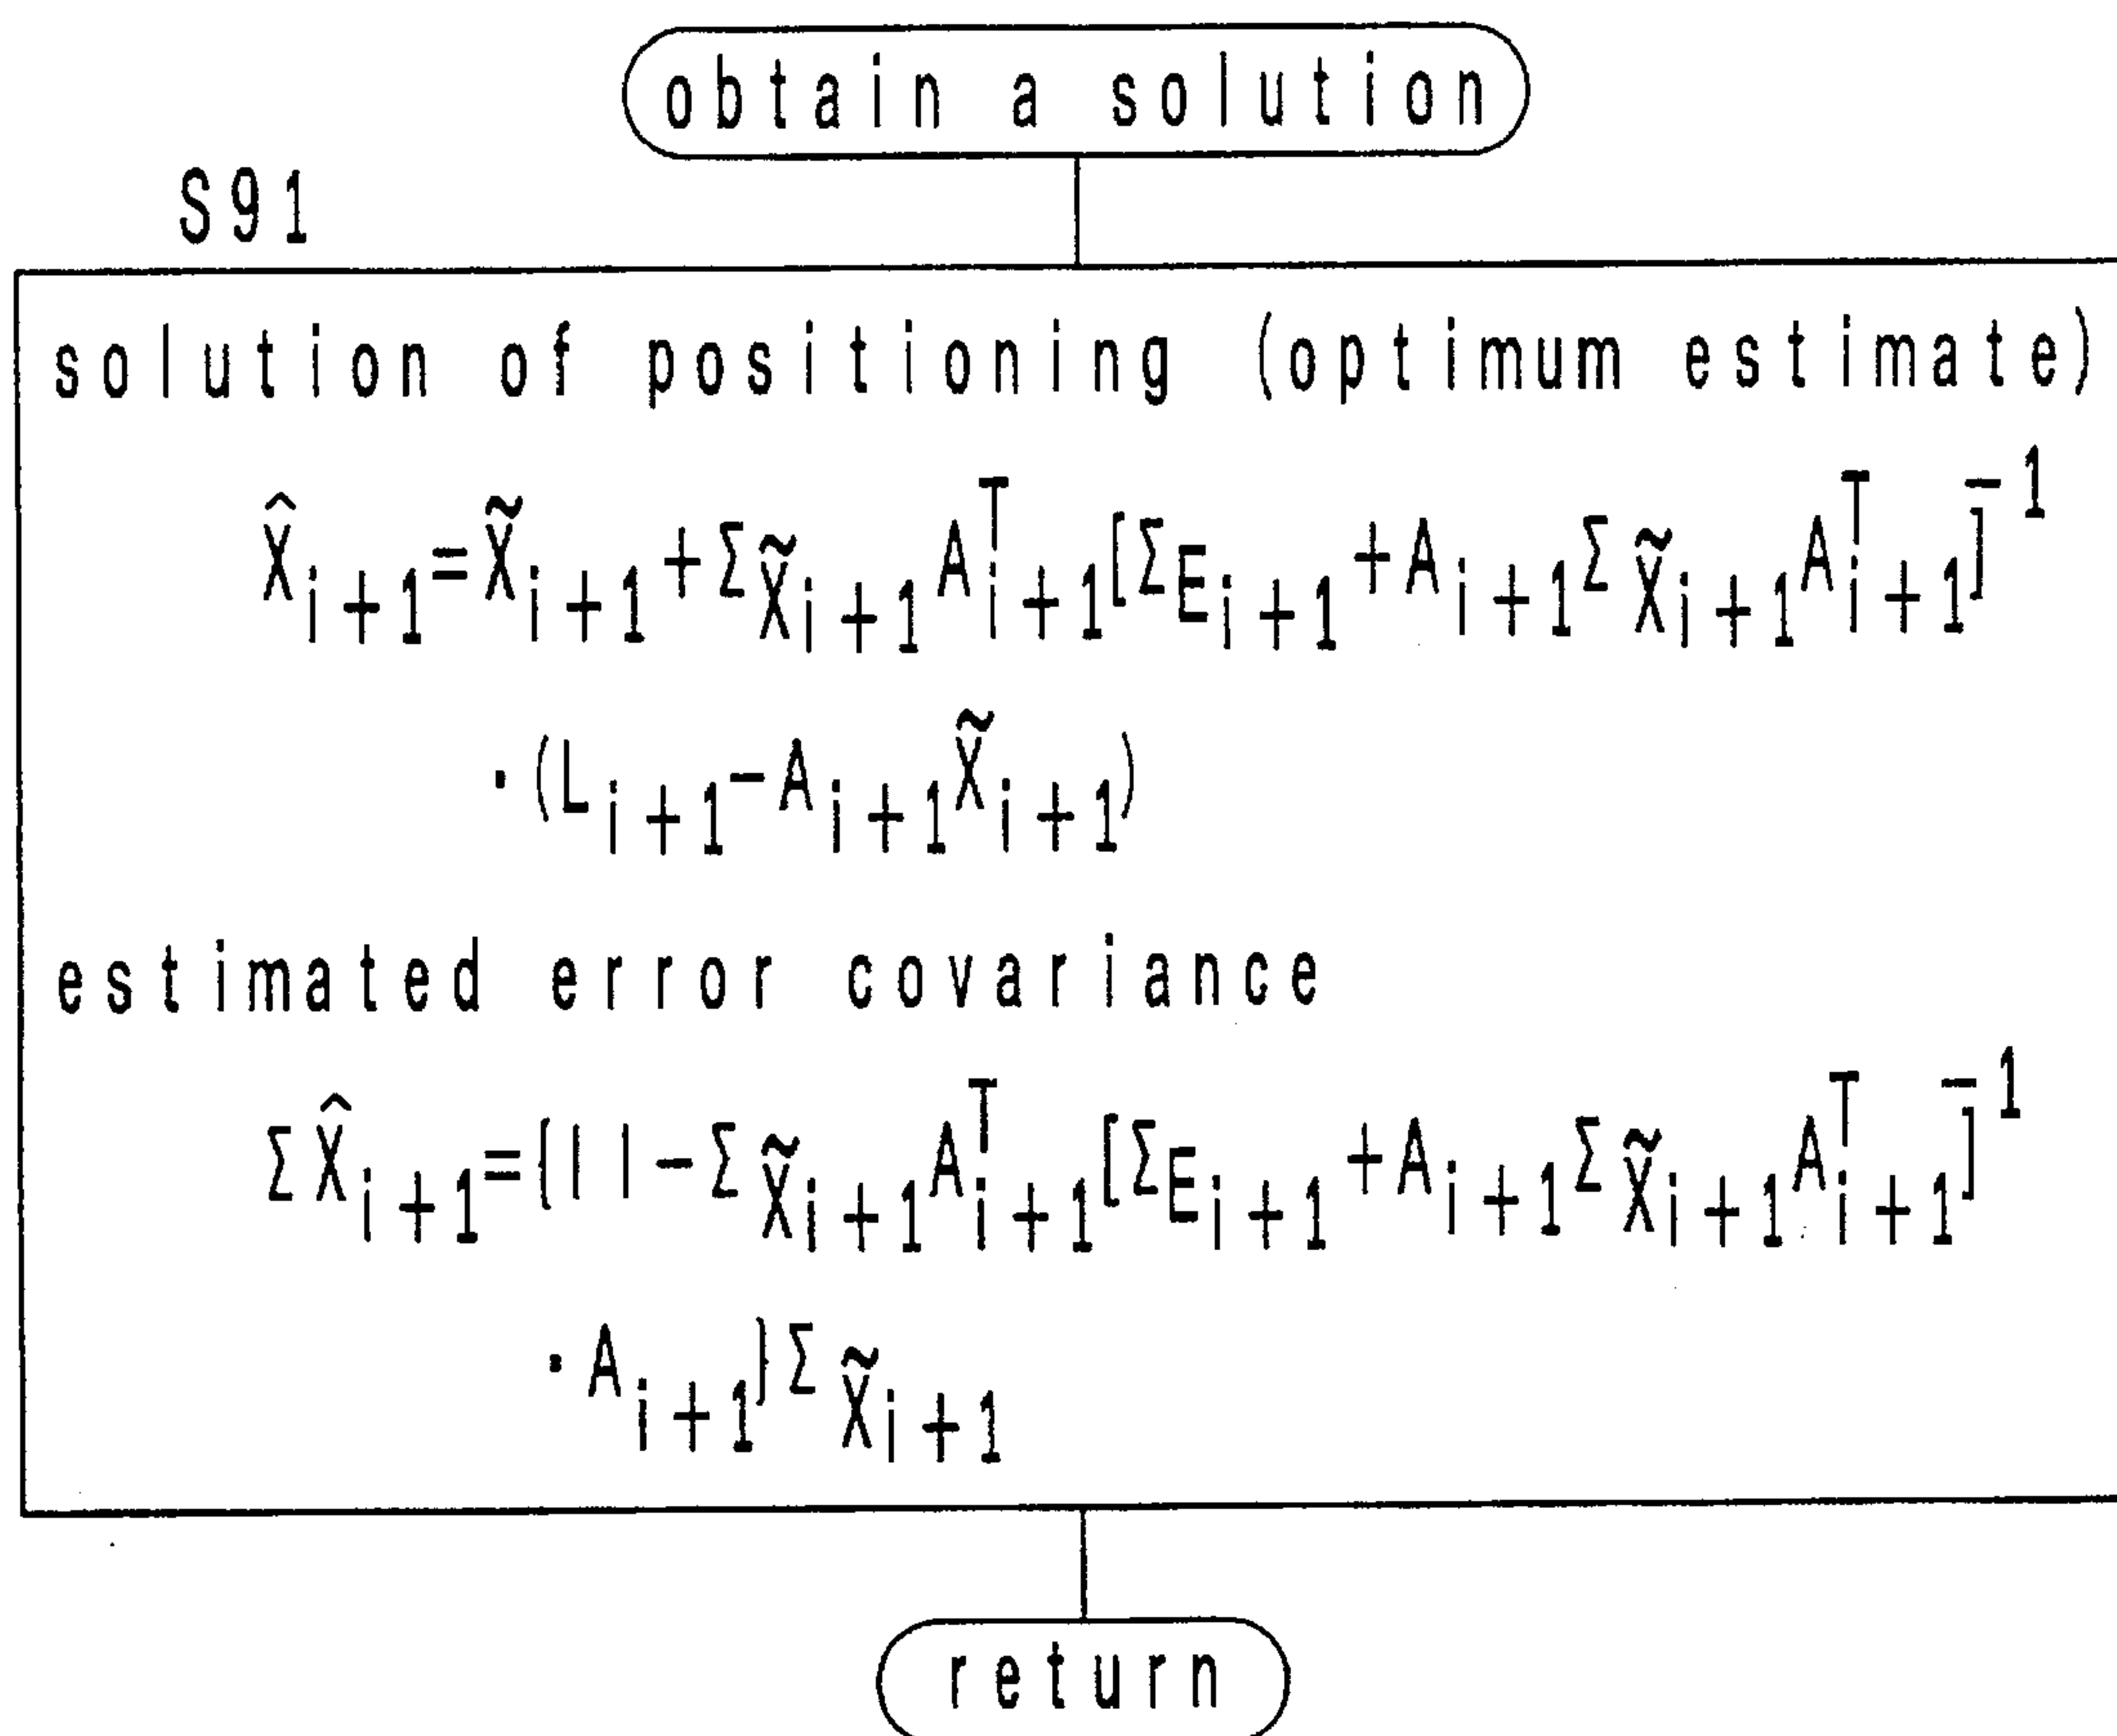 obtain a solution
S91
solution of positioning (optimum estimate)
X̂i+1=X̃i+1+ΣX̃i+1Aᵀi+1[ΣEi+1+Ai+1ΣX̃i+1Aᵀi+1]⁻¹
·(Li+1-Ai+1X̃i+1)
estimated error covariance
ΣX̂i+1={||-ΣX̃i+1Aᵀi+1[ΣEi+1+Ai+1ΣX̃i+1Aᵀi+1]⁻¹
·Ai+1}ΣX̃i+1
return